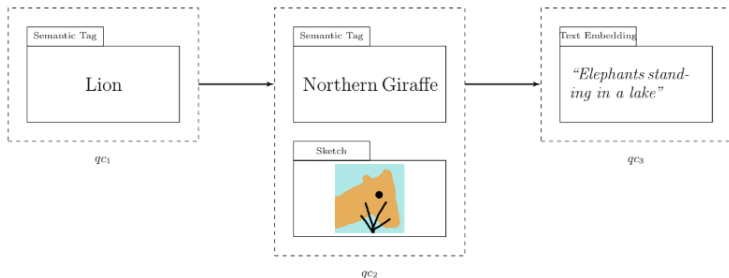 Semantic Tag
Lion
qc1
Semantic Tag
Northern Giraffe
Sketch
qc2
Text Embedding
“Elephants stand-
ing in a lake”
qc3